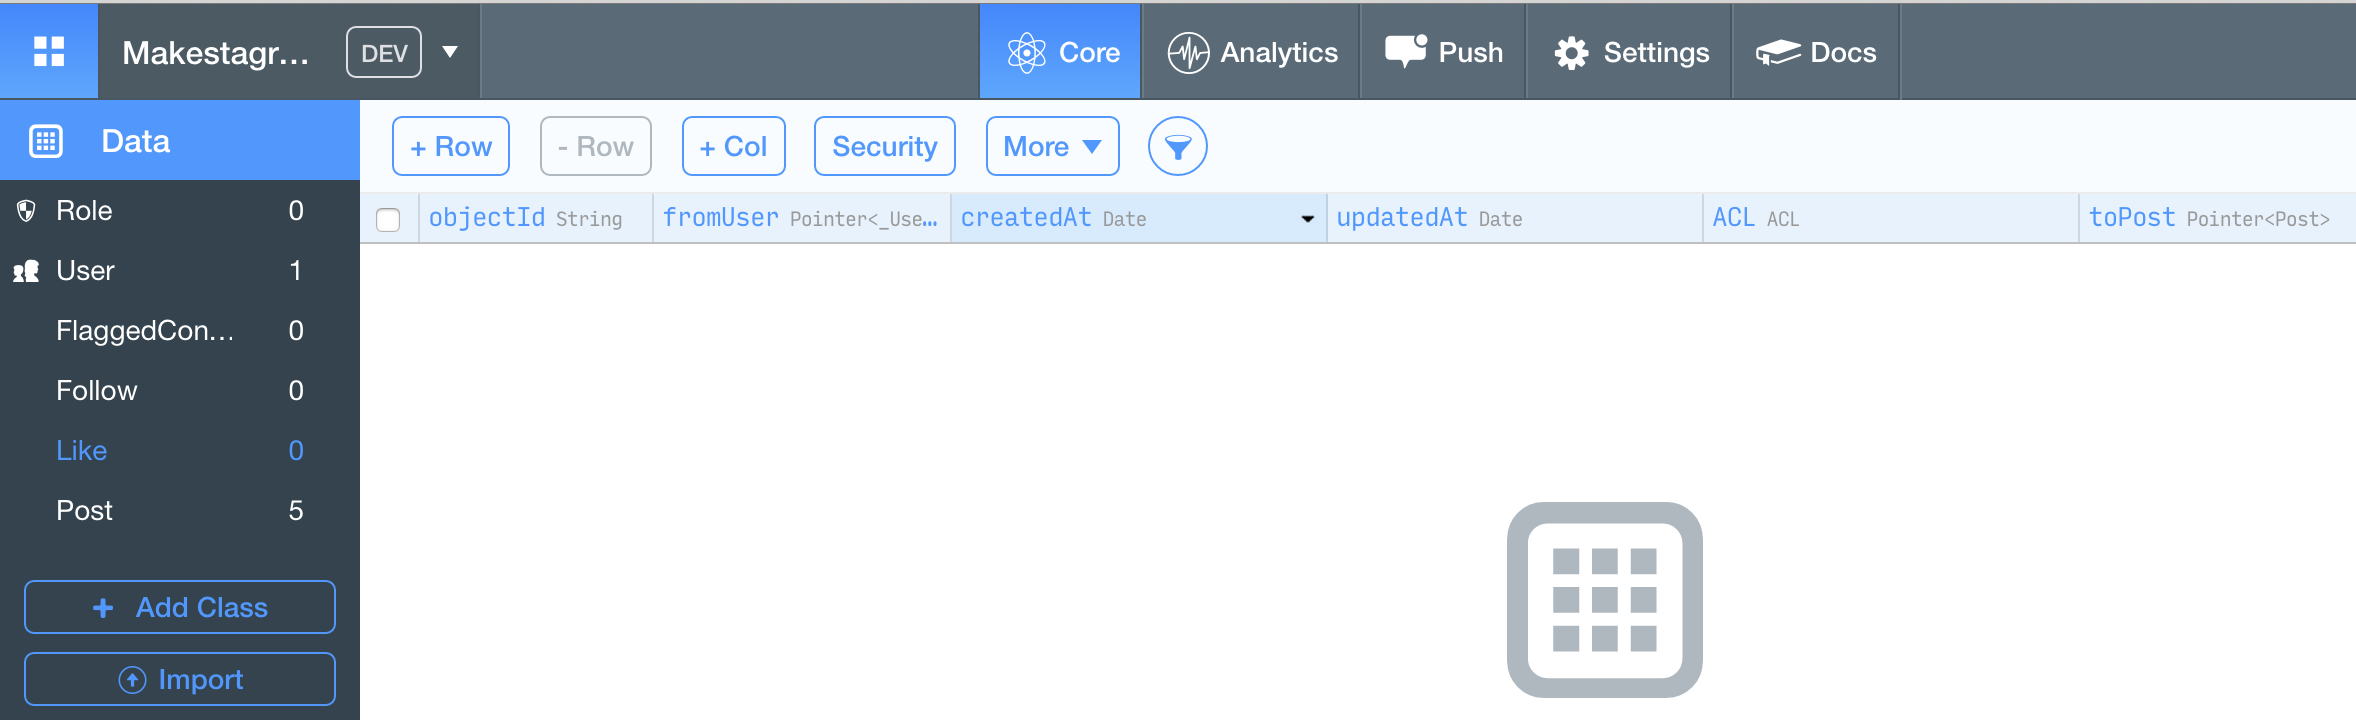 Makestagr... DEV Core Analytics Push Settings Docs
Data
+ Row - Row + Col Security More
objectId String fromUser Pointer<_Use... createdAt Date updatedAt Date ACL ACL toPost Pointer<Post>
Role 0
User 1
FlaggedCon... 0
Follow 0
Like 0
Post 5
+ Add Class
Import